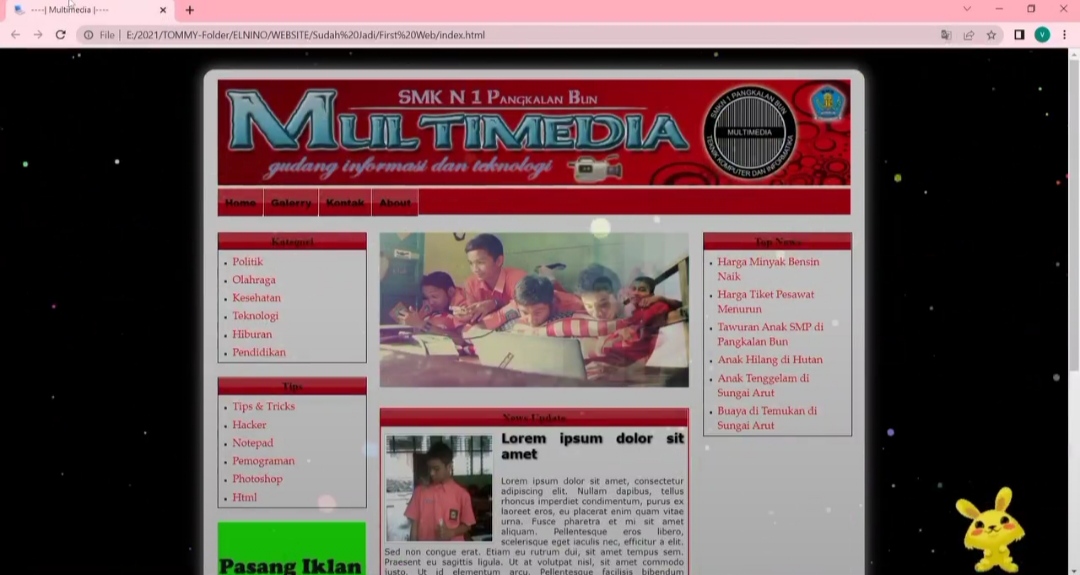 ----| Multimedia |----
File | E:/2021/TOMMY-Folder/ELNINO/WEBSITE/Sudah%20Jadi/First%20Web/index.html
V
SMK N 1 PANGKALAN BUN
MULTIMEDIA
gudang informasi dan teknologi
SMKN 1 PANGKALAN BUN
MULTIMEDIA
TEKNIK KOMPUTER DAN INFORMATIKA
Home Galerry Kontak About
Kategori
Politik
Olahraga
Kesehatan
Teknologi
Hiburan
Pendidikan
Tips
Tips & Tricks
Hacker
Notepad
Pemograman
Photoshop
Html
Pasang Iklan
News Update
Lorem ipsum dolor sit
amet
Lorem ipsum dolor sit amet, consectetur
adipiscing elit. Nullam dapibus, tellus
rhoncus imperdiet condimentum, purus ex
laoreet eros, eu placerat enim quam vitae
urna. Fusce pharetra et mi sit amet
aliquam. Pellentesque eros libero,
scelerisque eget iaculis nec, efficitur a elit.
Sed non congue erat. Etiam eu rutrum dui, sit amet tempus sem.
Praesent eu sagittis ligula. Ut at volutpat nisl, sit amet commodo
justo. Ut id elementum arcu. Pellentesque facilisis bibendum
Top News
Harga Minyak Bensin
Naik
Harga Tiket Pesawat
Menurun
Tawuran Anak SMP di
Pangkalan Bun
Anak Hilang di Hutan
Anak Tenggelam di
Sungai Arut
Buaya di Temukan di
Sungai Arut